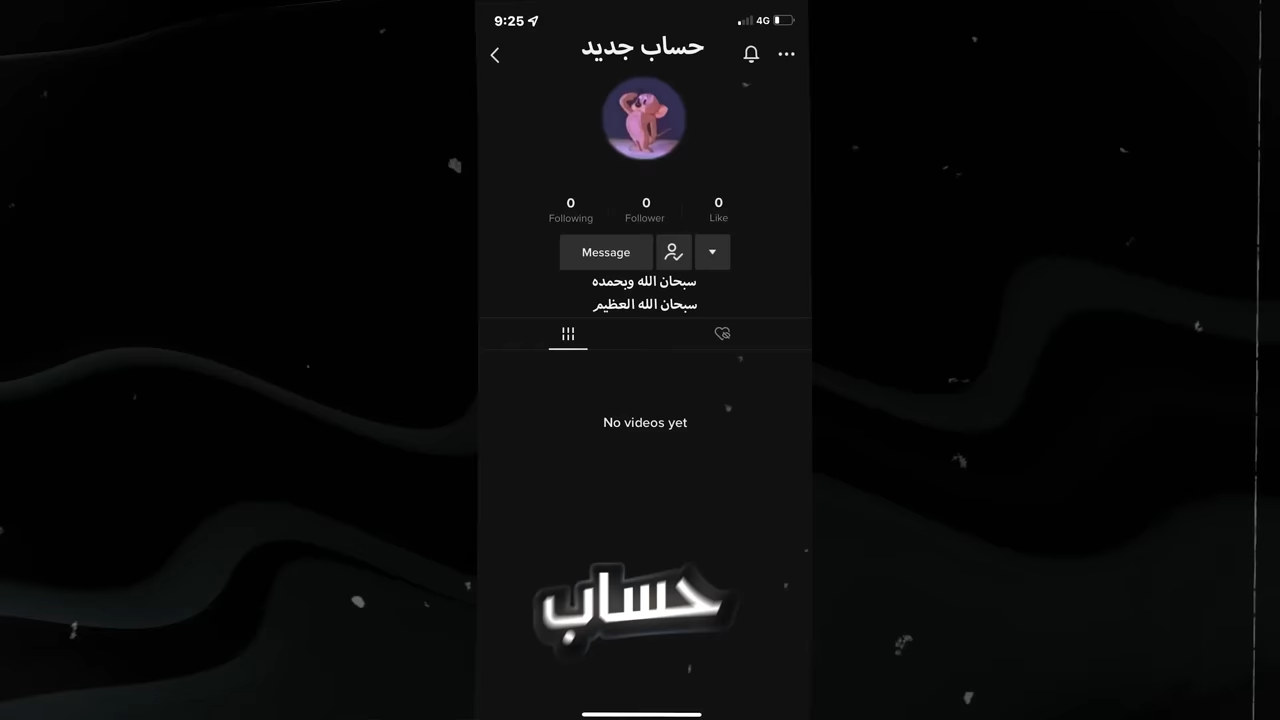 9:25
4G
حساب جديد
0 0 0
Following Follower Like
Message
سبحان الله وبحمده
سبحان الله العظيم
No videos yet
حساب